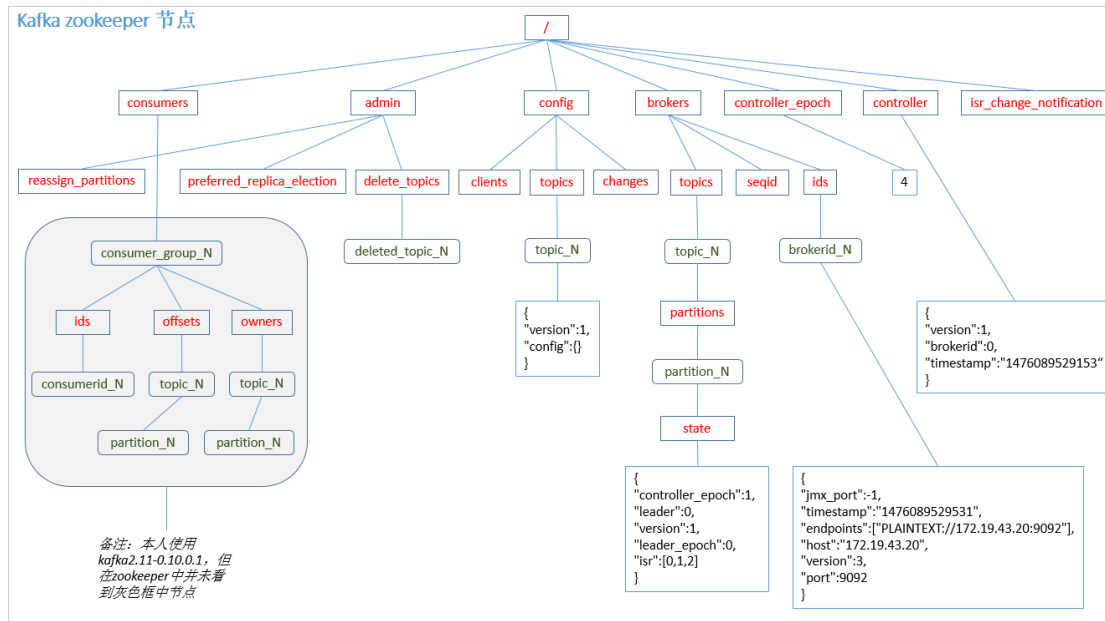 Kafka zookeeper 节点
/
consumers
admin
config
brokers
controller_epoch
controller
isr_change_notification
reassign_partitions
preferred_replica_election
delete_topics
clients
topics
changes
topics
seqid
ids
4
consumer_group_N
deleted_topic_N
topic_N
topic_N
brokerid_N
ids
offsets
owners
{
"version":1,
"config":{}
}
partitions
{
"version":1,
"brokerid":0,
"timestamp":"1476089529153“
}
consumerid_N
topic_N
topic_N
partition_N
partition_N
partition_N
state
{
"controller_epoch":1,
"leader":0,
"version":1,
"leader_epoch":0,
"isr":[0,1,2]
}
{
"jmx_port":-1,
"timestamp":"1476089529531",
"endpoints":["PLAINTEXT://172.19.43.20:9092"],
"host":"172.19.43.20",
"version":3,
"port":9092
}
备注：本人使用
kafka2.11-0.10.0.1，但
在zookeeper中并未看
到灰色框中节点